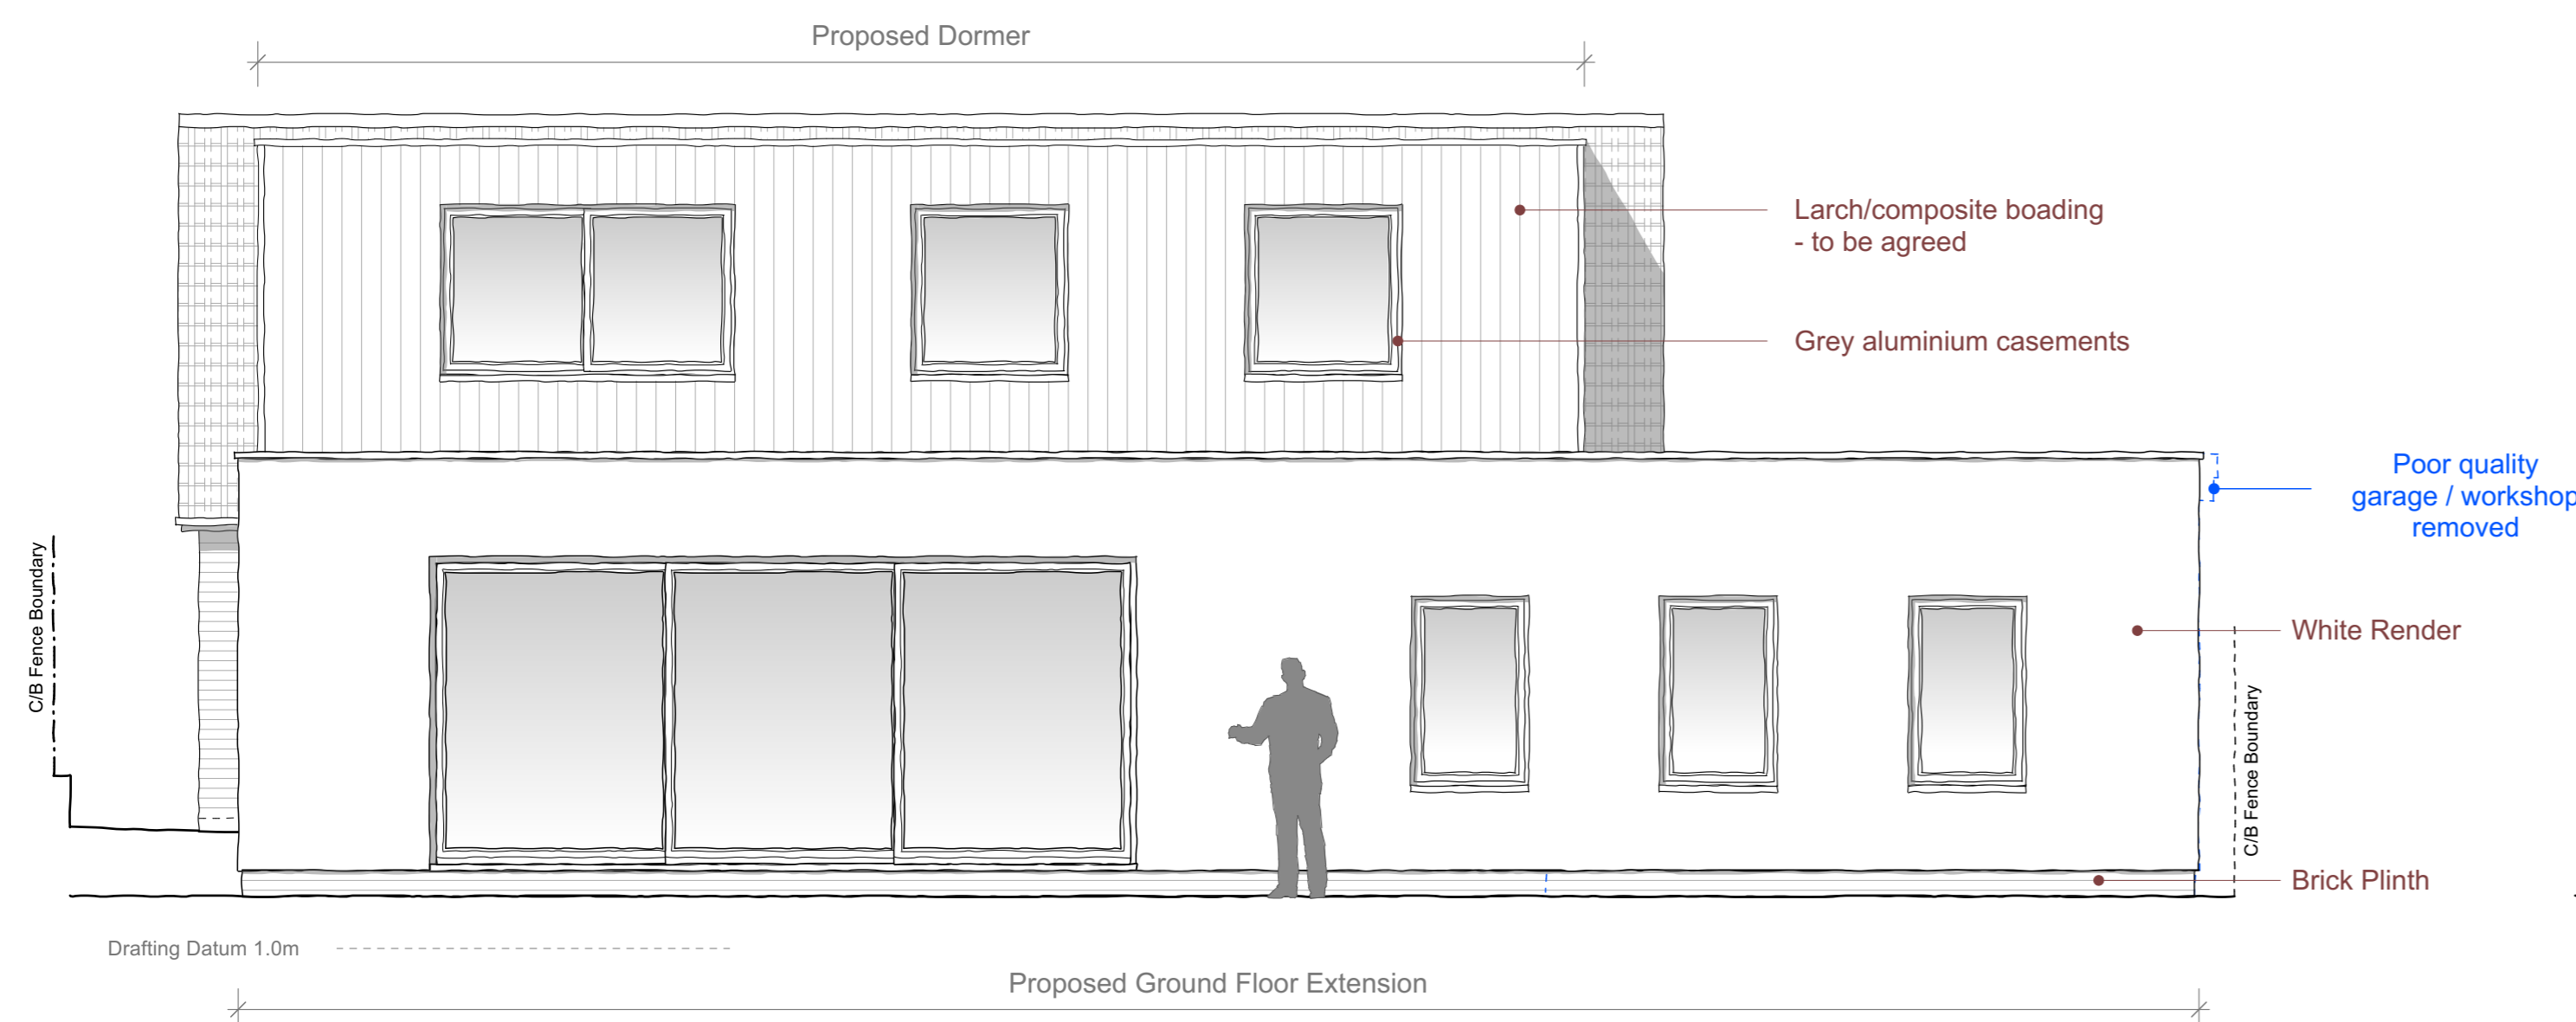 Proposed Dormer
Larch/composite boading
- to be agreed
Grey aluminium casements
Poor quality
garage / workshop
removed
C/B Fence Boundary
White Render
C/B Fence Boundary
Brick Plinth
Drafting Datum 1.0m
Proposed Ground Floor Extension